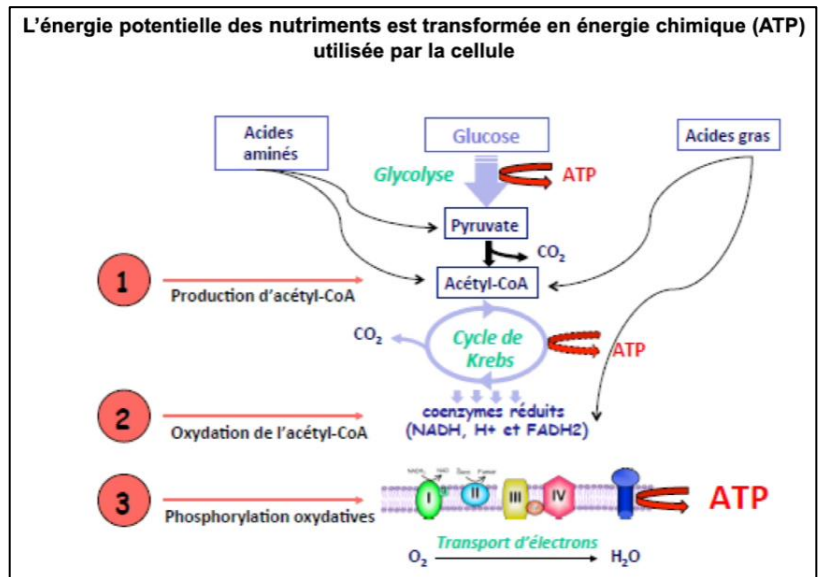 L'énergie potentielle des nutriments est transformée en énergie chimique (ATP)
utilisée par la cellule
Acides
aminés
Glucose
Acides gras
Glycolyse
ATP
Pyruvate
CO2
1
Production d'acétyl-CoA
Acétyl-CoA
CO2
Cycle de
Krebs
ATP
2
Oxydation de l'acétyl-CoA
coenzymes réduits
(NADH, H+ et FADH2)
3
Phosphorylation oxydatives
I
II
III
IV
ATP
Transport d'électrons
O2
H2O